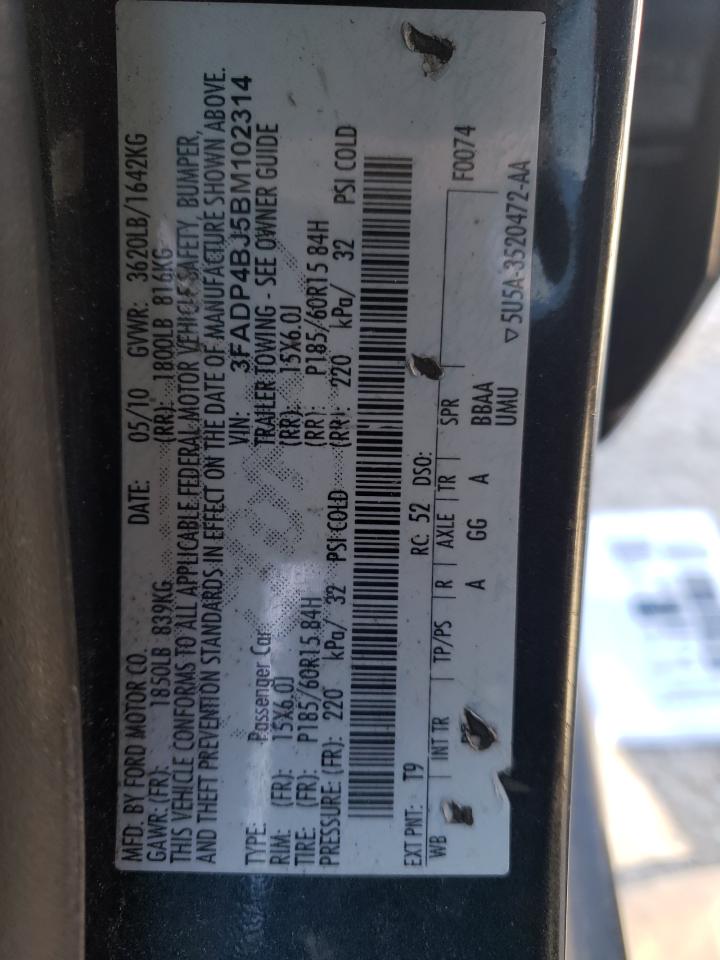 MFD. BY FORD MOTOR CO. DATE: 05/10 GVWR: 3620LB/1642KG
GAWR: (FR): 1850LB 839KG (RR): 1800LB 816KG
THIS VEHICLE CONFORMS TO ALL APPLICABLE FEDERAL MOTOR VEHICLE SAFETY, BUMPER,
AND THEFT PREVENTION STANDARDS IN EFFECT ON THE DATE OF MANUFACTURE SHOWN ABOVE.
VIN: 3FADP4BJ5BM102314
TYPE: Passenger Car TRAILER TOWING - SEE OWNER GUIDE
RIM: (FR): 15X6.0J (RR): 15X6.0J
TIRE: (FR): P185/60R15 84H (RR): P185/60R15 84H
PRESSURE: (FR): 220 kPa/ 32 PSI COLD (RR): 220 kPa/ 32 PSI COLD
EXT PNT: T9 RC: 52 DSO: F0074
WB INT TR TP/PS R AXLE TR SPR
A GG A BBAA
UMU ▽5U5A-3520472-AA